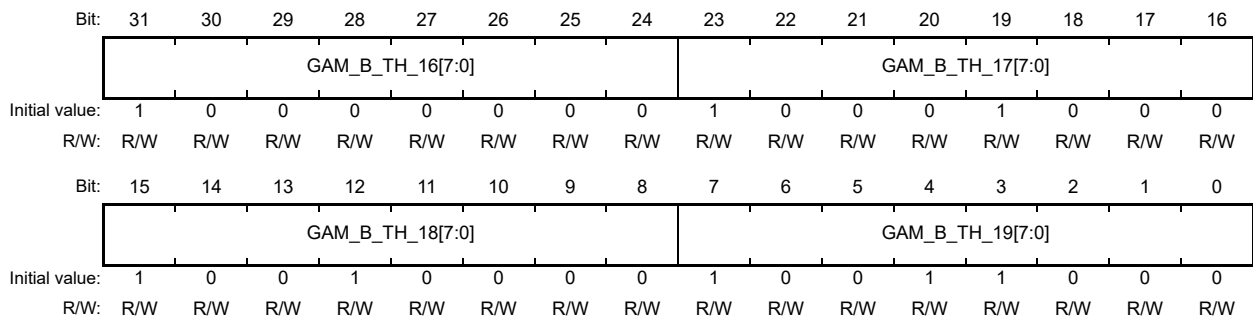 Bit: 31 30 29 28 27 26 25 24 23 22 21 20 19 18 17 16
GAM_B_TH_16[7:0] GAM_B_TH_17[7:0]
Initial value: 1 0 0 0 0 0 0 0 1 0 0 0 1 0 0 0
R/W: R/W R/W R/W R/W R/W R/W R/W R/W R/W R/W R/W R/W R/W R/W R/W R/W
Bit: 15 14 13 12 11 10 9 8 7 6 5 4 3 2 1 0
GAM_B_TH_18[7:0] GAM_B_TH_19[7:0]
Initial value: 1 0 0 1 0 0 0 0 1 0 0 1 1 0 0 0
R/W: R/W R/W R/W R/W R/W R/W R/W R/W R/W R/W R/W R/W R/W R/W R/W R/W